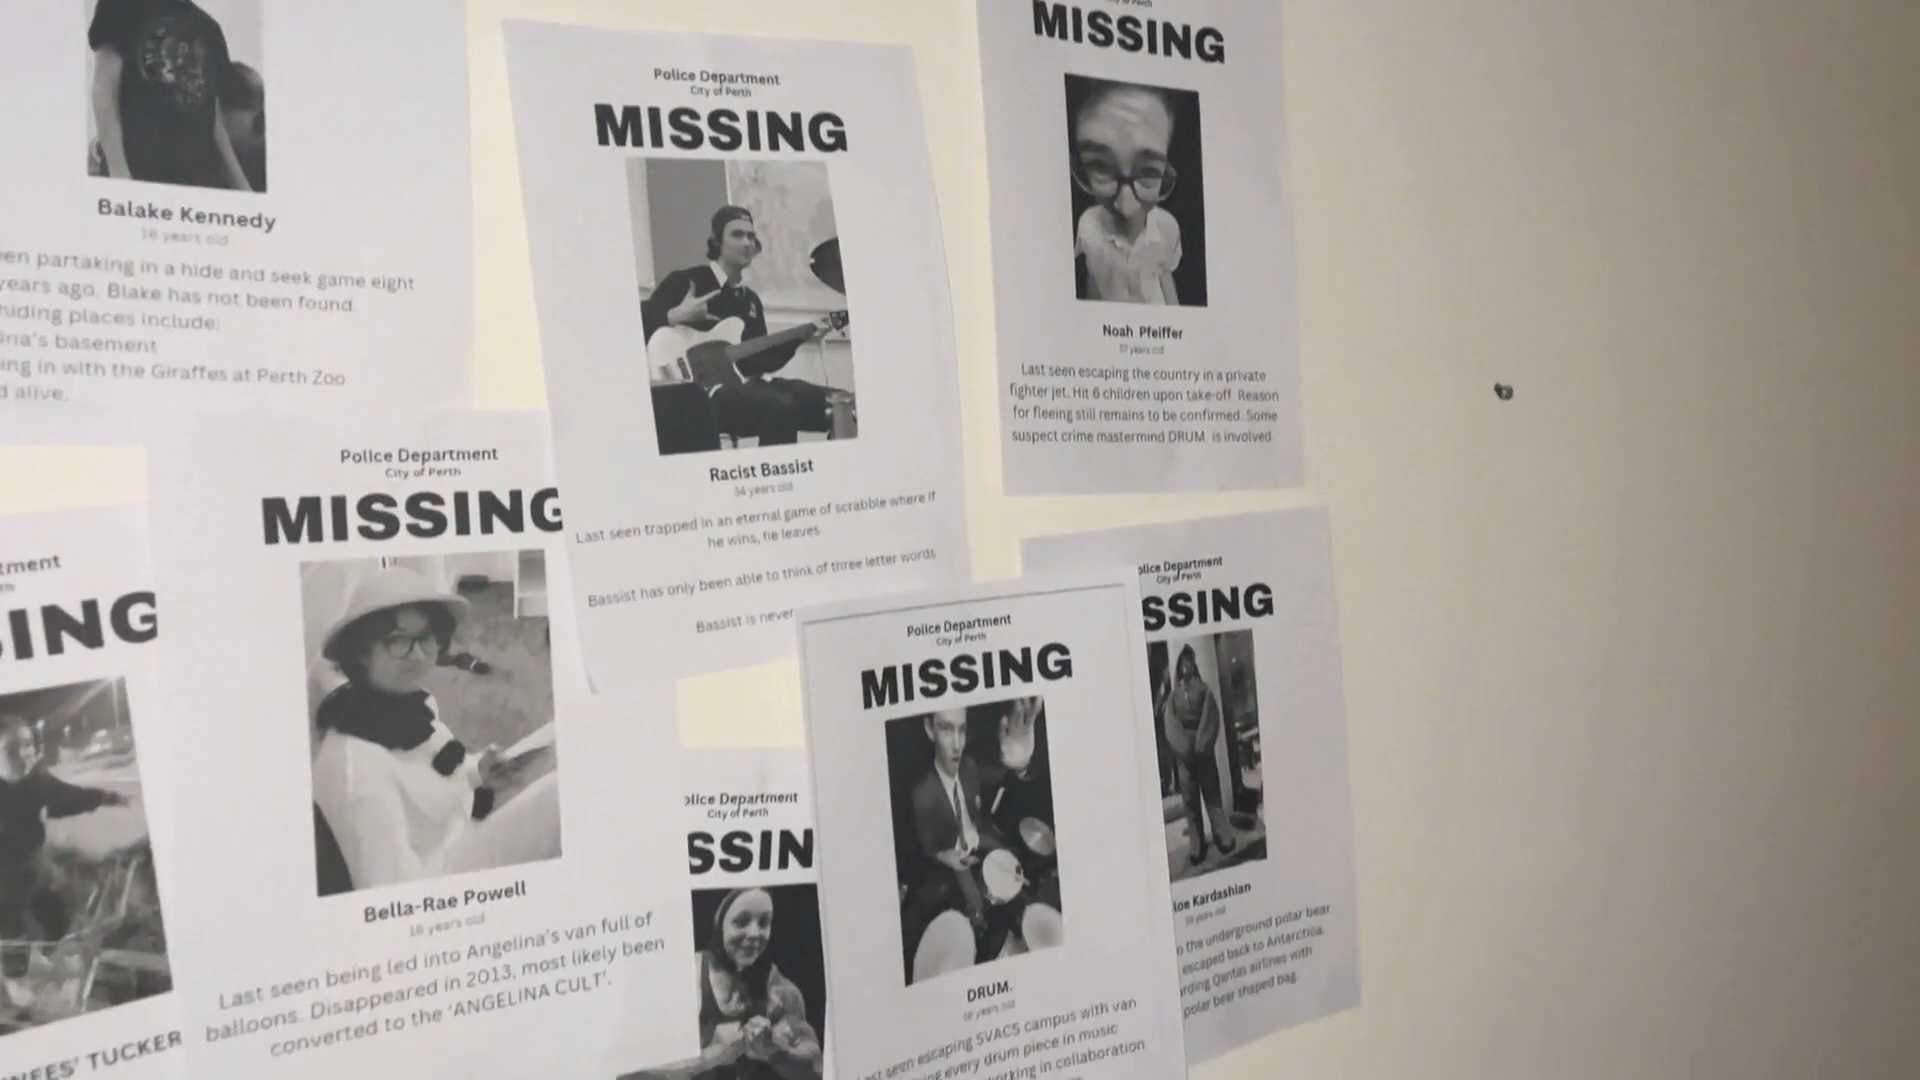 Balake Kennedy
16 years old
en partaking in a hide and seek game eight
years ago. Blake has not been found.
uding places include:
ina's basement
ing in with the Giraffes at Perth Zoo
d alive.
Police Department
City of Perth
MISSING
Racist Bassist
34 years old
Last seen trapped in an eternal game of scrabble where if
he wins, he leaves
Bassist has only been able to think of three letter words
Bassist is never
MISSING
Noah Pfeiffer
57 years old
Last seen escaping the country in a private
fighter jet. Hit 6 children upon take-off. Reason
for fleeing still remains to be confirmed. Some
suspect crime mastermind DRUM. is involved.
tment
ING
NEES' TUCKER
Police Department
City of Perth
MISSING
Bella-Rae Powell
16 years old
Last seen being led into Angelina's van full of
balloons. Disappeared in 2013, most likely been
converted to the 'ANGELINA CULT'.
olice Department
City of Perth
SSIN
Police Department
City of Perth
MISSING
DRUM.
years old
st seen escaping SVACS campus with van
ing every drum piece in music
orking in collaboration
olice Department
City of Perth
SSING
loe Kardashian
years old
o the underground polar bear
escaped back to Antarctica.
rding Qantas airlines with
polar bear shaped bag.